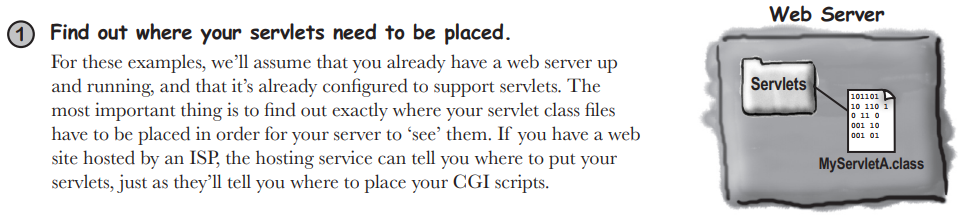 1 Find out where your servlets need to be placed.
For these examples, we’ll assume that you already have a web server up
and running, and that it’s already configured to support servlets. The
most important thing is to find out exactly where your servlet class files
have to be placed in order for your server to ‘see’ them. If you have a web
site hosted by an ISP, the hosting service can tell you where to put your
servlets, just as they’ll tell you where to place your CGI scripts.
Web Server
Servlets
101101
10 110 1
0 11 0
001 10
001 01
MyServletA.class